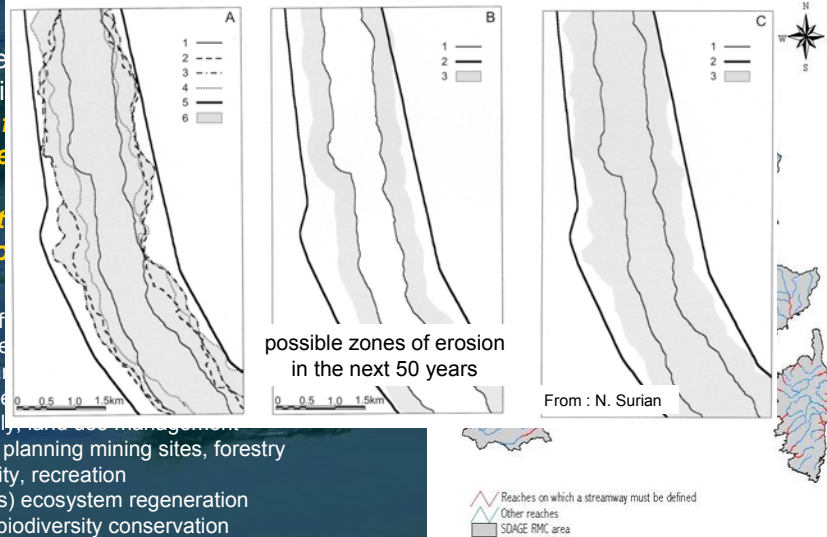 A
1
2
3
4
5
6
0.0 0.5 1.0 1.5km
B
1
2
3
possible zones of erosion
in the next 50 years
0.0 0.5 1.0 1.5km
C
1
2
3
From : N. Surian
N
W
S
planning mining sites, forestry
recreation
ecosystem regeneration
biodiversity conservation
Reaches on which a streamway must be defined
Other reaches
SDAGE RMC area